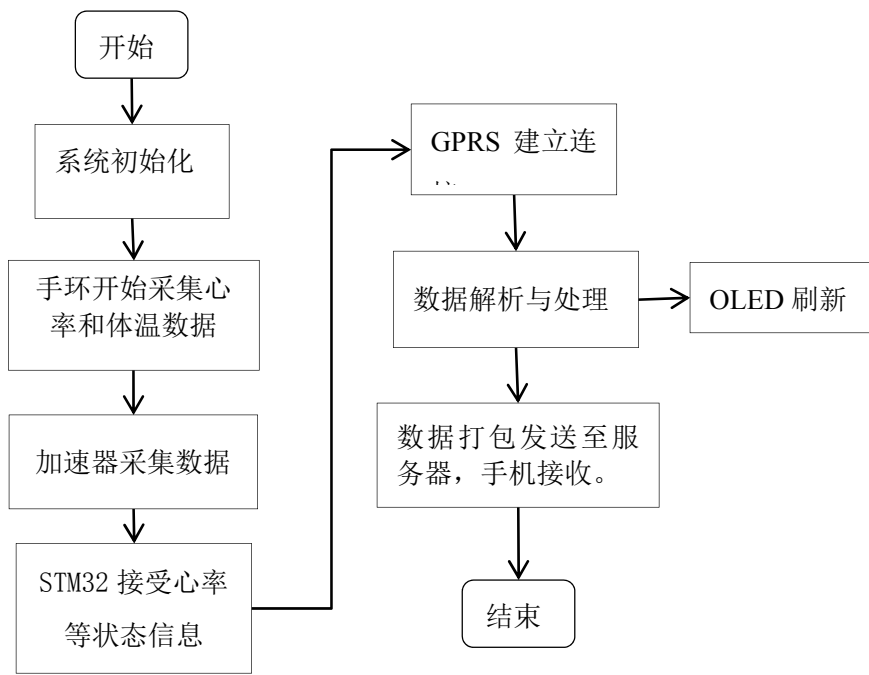 开始
系统初始化
手环开始采集心
率和体温数据
加速器采集数据
STM32 接受心率
等状态信息
GPRS 建立连
数据解析与处理
OLED 刷新
数据打包发送至服
务器，手机接收。
结束